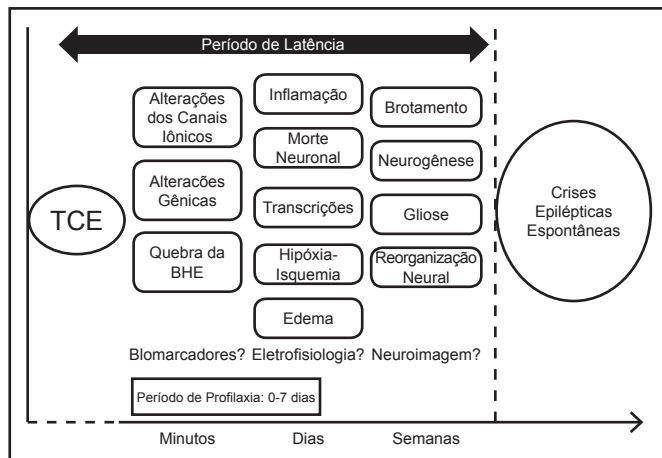 Período de Latência
TCE
Alterações
dos Canais
Iônicos
Alterações
Gênicas
Quebra da
BHE
Inflamação
Morte
Neuronal
Transcrições
Hipóxia-
Isquemia
Edema
Brotamento
Neurogênese
Gliose
Reorganização
Neural
Crises
Epilépticas
Espontâneas
Blomarcadores? Eletrofisiologia? Neuroimagem?
Período de Profilaxia: 0-7 dias
Minutos Dias Semanas